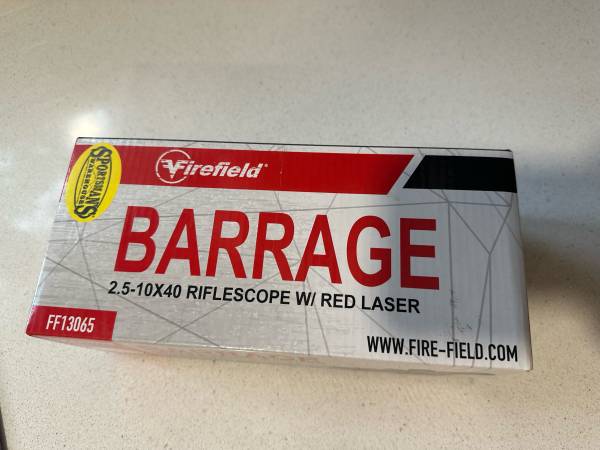 SPORTSMAN'S
WAREHOUSE
Firefield®
BARRAGE
2.5-10X40 RIFLESCOPE W/ RED LASER
FF13065
WWW.FIRE-FIELD.COM